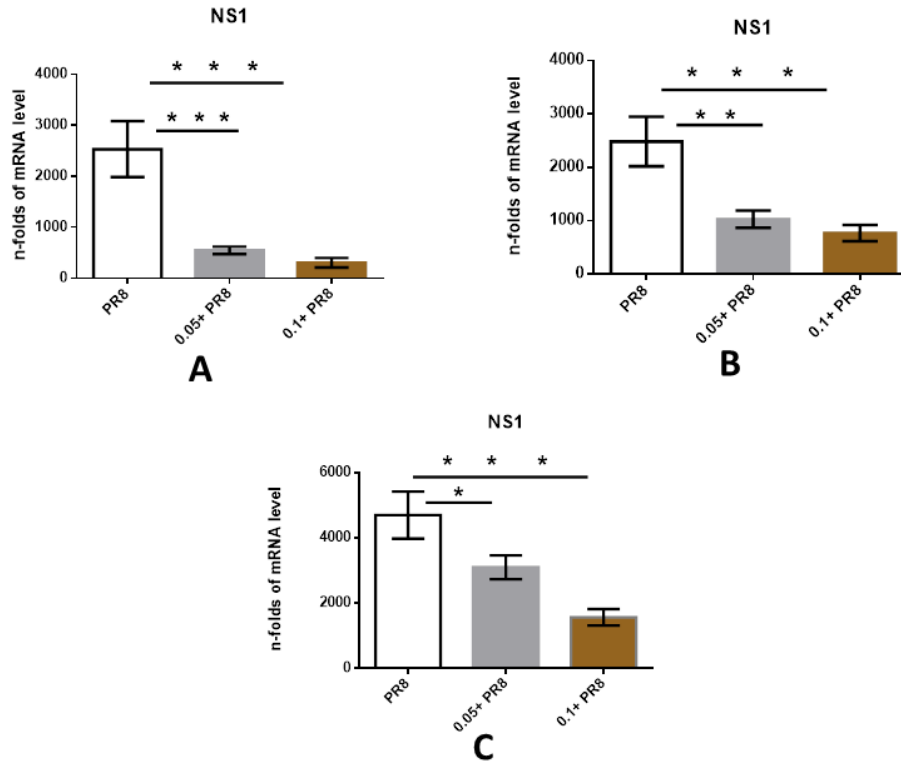 NS1
* * *
* * *
n-folds of mRNA level
4000
3000
2000
1000
0
PR8
0.05+ PR8
0.1+ PR8
A
NS1
* * *
* *
n-folds of mRNA level
4000
3000
2000
1000
0
PR8
0.05+ PR8
0.1+ PR8
B
NS1
* * *
*
n-folds of mRNA level
6000
4000
2000
0
PR8
0.05+ PR8
0.1+ PR8
C